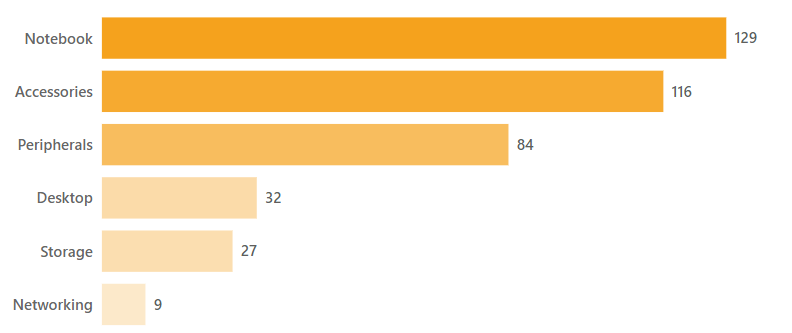 Notebook 129
Accessories 116
Peripherals 84
Desktop 32
Storage 27
Networking 9